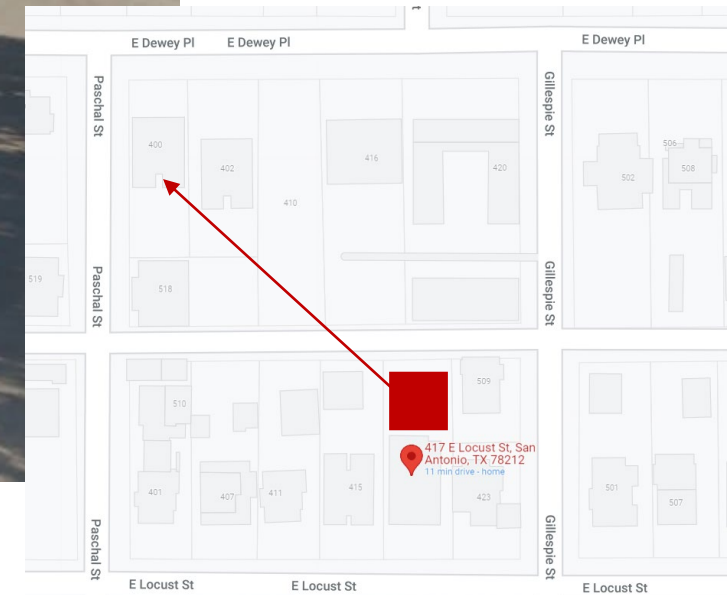 t
E Dewey Pl
E Dewey Pl
E Dewey Pl
Paschal St
Gillespie St
400
402
416
420
410
502
506
508
519
Paschal St
518
Gillespie St
509
510
417 E Locust St, San
Antonio, TX 78212
11 min drive - home
401
407
411
415
423
501
507
Paschal St
Gillespie St
E Locust St
E Locust St
E Locust St